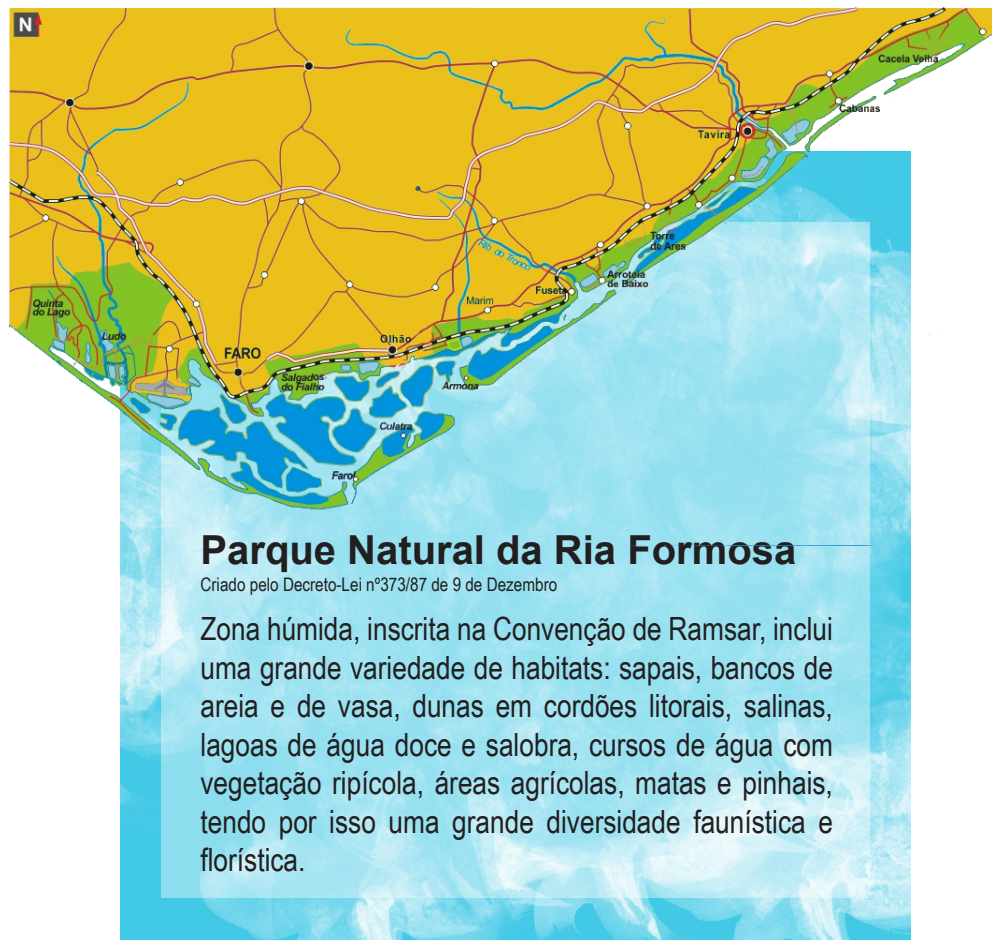 N
Cacela Velha
Cabanas
Tavira
Torre
de Ares
Rib. do Tronco
Arroteia
de Baixo
Fuseta
Marim
Quinta
do Lago
Ludo
Olhão
FARO
Salgados
do Fialho
Armona
Culatra
Farol
Parque Natural da Ria Formosa
Criado pelo Decreto-Lei nº373/87 de 9 de Dezembro
Zona húmida, inscrita na Convenção de Ramsar, inclui
uma grande variedade de habitats: sapais, bancos de
areia e de vasa, dunas em cordões litorais, salinas,
lagoas de água doce e salobra, cursos de água com
vegetação ripícola, áreas agrícolas, matas e pinhais,
tendo por isso uma grande diversidade faunística e
florística.